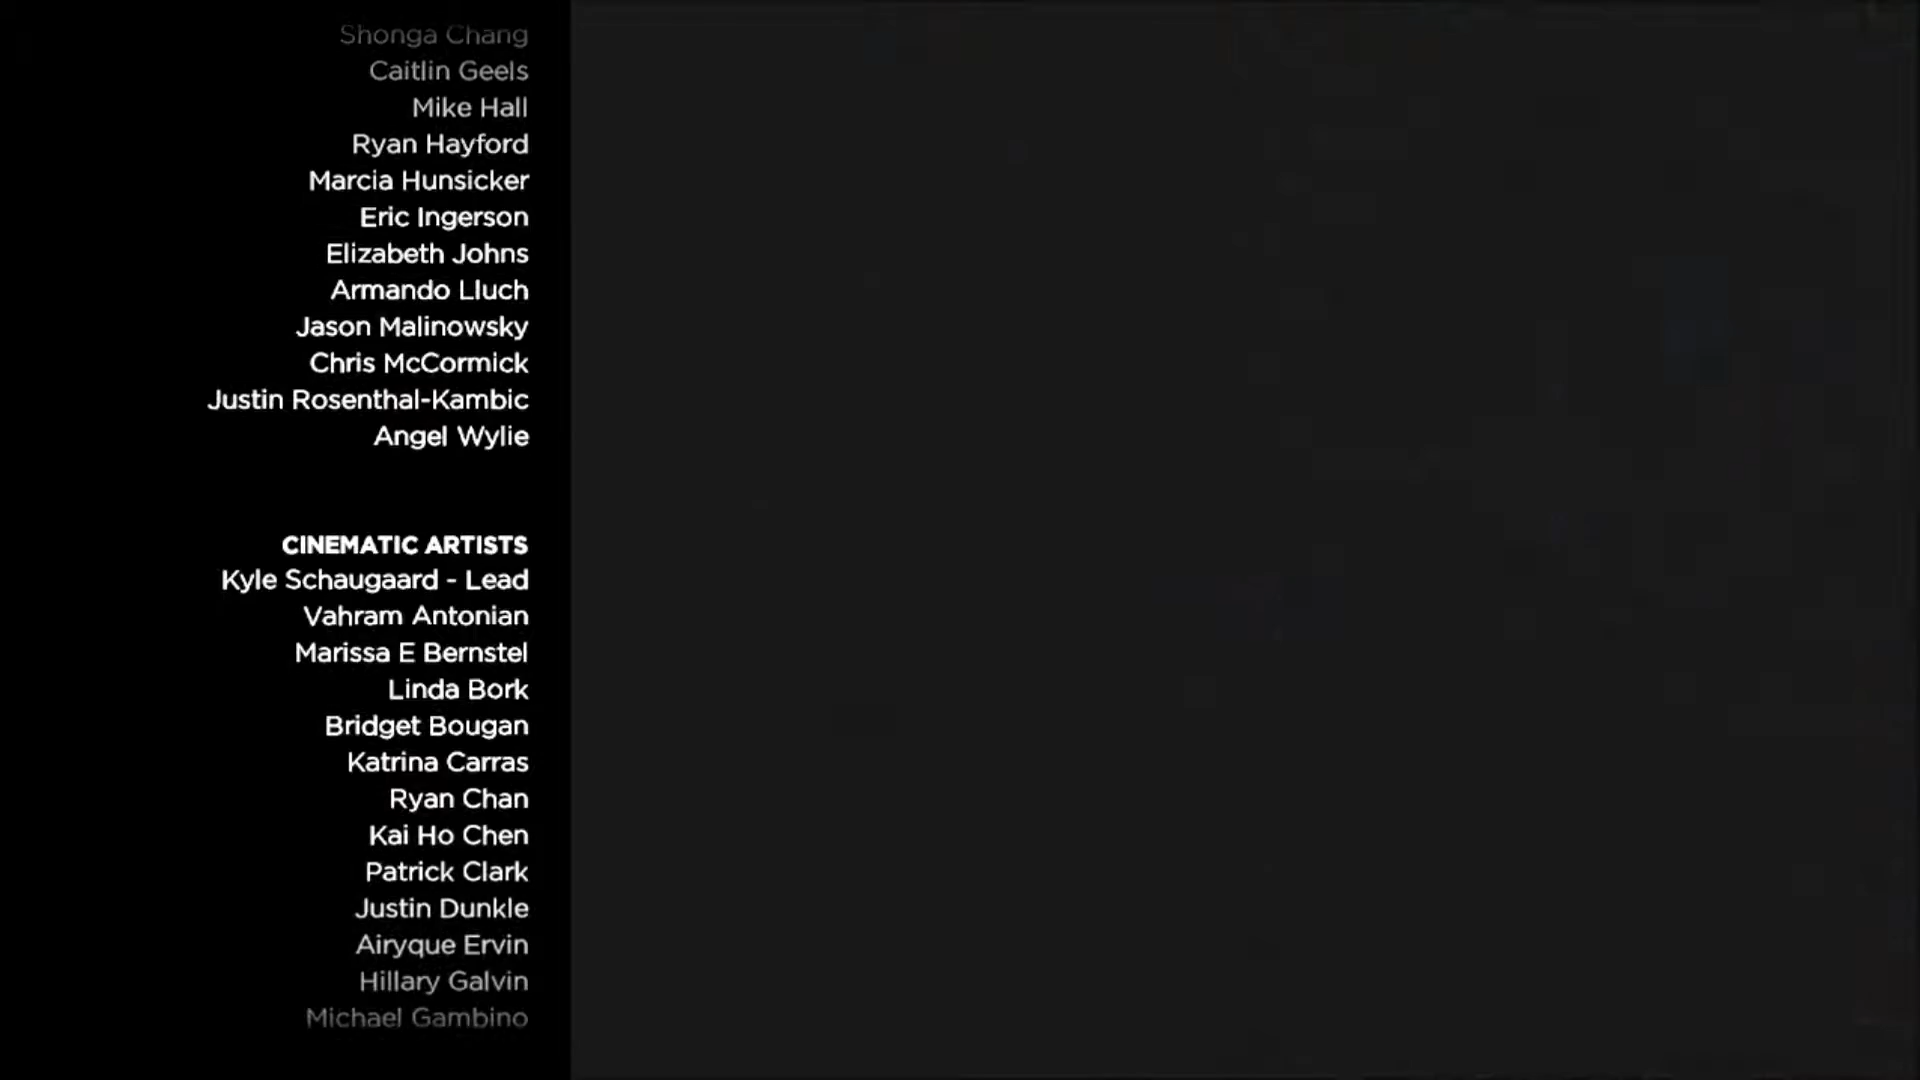 Shonga Chang
Caitlin Geels
Mike Hall
Ryan Hayford
Marcia Hunsicker
Eric Ingerson
Elizabeth Johns
Armando Lluch
Jason Malinowsky
Chris McCormick
Justin Rosenthal-Kambic
Angel Wylie
CINEMATIC ARTISTS
Kyle Schaugaard - Lead
Vahram Antonian
Marissa E Bernstel
Linda Bork
Bridget Bougan
Katrina Carras
Ryan Chan
Kai Ho Chen
Patrick Clark
Justin Dunkle
Airyque Ervin
Hillary Galvin
Michael Gambino